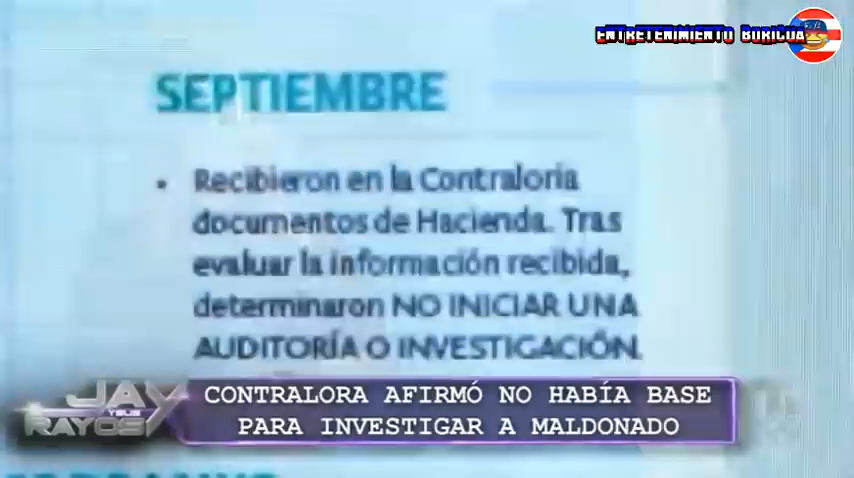 ENTRETENIMIENTO BORICUA
SEPTIEMBRE
• Recibieron en la Contraloría
documentos de Hacienda. Tras
evaluar la información recibida,
determinaron NO INICIAR UNA
AUDITORÍA O INVESTIGACIÓN.
JAY
Y SUS
RAYOS X
CONTRALORA AFIRMÓ NO HABÍA BASE
PARA INVESTIGAR A MALDONADO